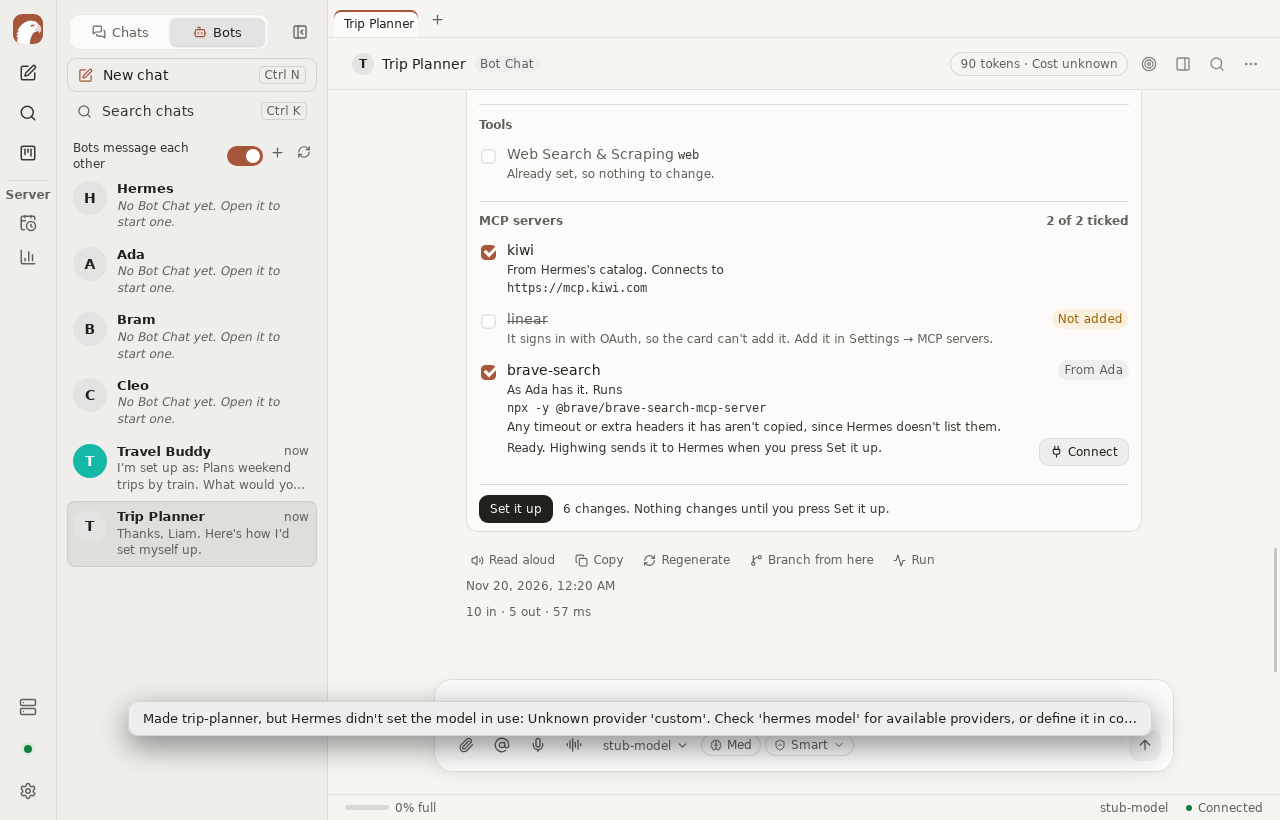 Chats
Bots
New chat
Ctrl N
Search chats
Ctrl K
Bots message each
other
Server
H
Hermes
No Bot Chat yet. Open it to
start one.
A
Ada
No Bot Chat yet. Open it to
start one.
B
Bram
No Bot Chat yet. Open it to
start one.
C
Cleo
No Bot Chat yet. Open it to
start one.
T
Travel Buddy
now
I'm set up as: Plans weekend
trips by train. What would yo…
T
Trip Planner
now
Thanks, Liam. Here's how I'd
set myself up.
Trip Planner
T
Trip Planner
Bot Chat
90 tokens · Cost unknown
Tools
Web Search & Scraping web
Already set, so nothing to change.
MCP servers
2 of 2 ticked
kiwi
From Hermes's catalog. Connects to
https://mcp.kiwi.com
linear
Not added
It signs in with OAuth, so the card can't add it. Add it in Settings → MCP servers.
brave-search
From Ada
As Ada has it. Runs
npx -y @brave/brave-search-mcp-server
Any timeout or extra headers it has aren't copied, since Hermes doesn't list them.
Ready. Highwing sends it to Hermes when you press Set it up.
Connect
Set it up
6 changes. Nothing changes until you press Set it up.
Read aloud
Copy
Regenerate
Branch from here
Run
Nov 20, 2026, 12:20 AM
10 in · 5 out · 57 ms
Made trip-planner, but Hermes didn't set the model in use: Unknown provider 'custom'. Check 'hermes model' for available providers, or define it in co…
stub-model
Med
Smart
0% full
stub-model
Connected